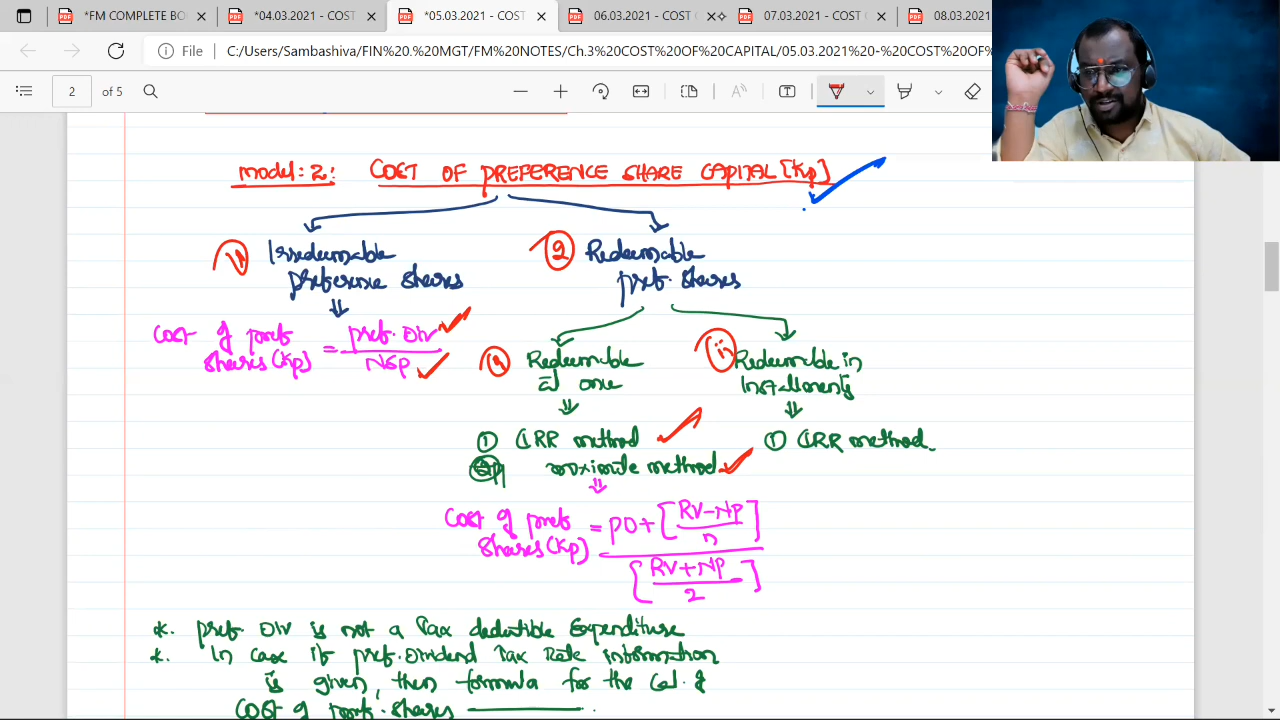 *FM COMPLETE BO
*04.03.2021 - COST
*05.03.2021 - COST
06.03.2021 - COST
07.03.2021 - COST
08.03.2021
File C:/Users/Sambashiva/FIN%20.%20MGT/FM%20NOTES/Ch.3%20COST%20OF%20CAPITAL/05.03.2021%20-%20COST%20OF%
2 of 5
model:2: COST OF PREFERENCE SHARE CAPITAL [Kp]
1 Irredeemable
preference shares
2 Redeemable
pref. shares
Cost of pref
shares (Kp) = pref. Div
NSP
(i) Redeemable
at once
(ii) Redeemable in
installments
① IRR method
② approximate method
① IRR method.
Cost of pref
shares (Kp) = PD + [RV-NP
n]
[RV+NP
2]
*. pref. Div is not a Tax deductible Expenditure
*. In case if pref. Dividend Tax Rate information
is given, then formula for the Cal. of
COST of pref. shares